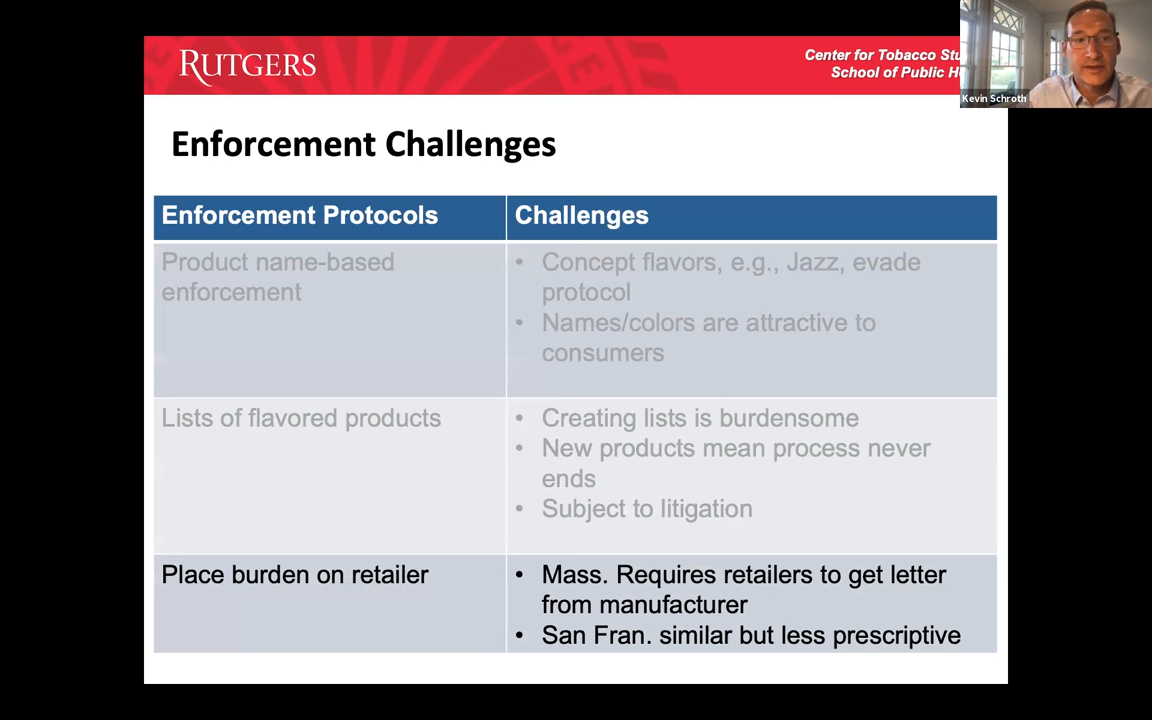 RUTGERS
Center for Tobacco
School of Public
Kevin Schroth
Enforcement Challenges
Enforcement Protocols
Challenges
Product name-based
enforcement
• Concept flavors, e.g., Jazz, evade
protocol
• Names/colors are attractive to
consumers
Lists of flavored products
• Creating lists is burdensome
• New products mean process never
ends
• Subject to litigation
Place burden on retailer
• Mass. Requires retailers to get letter
from manufacturer
• San Fran. similar but less prescriptive